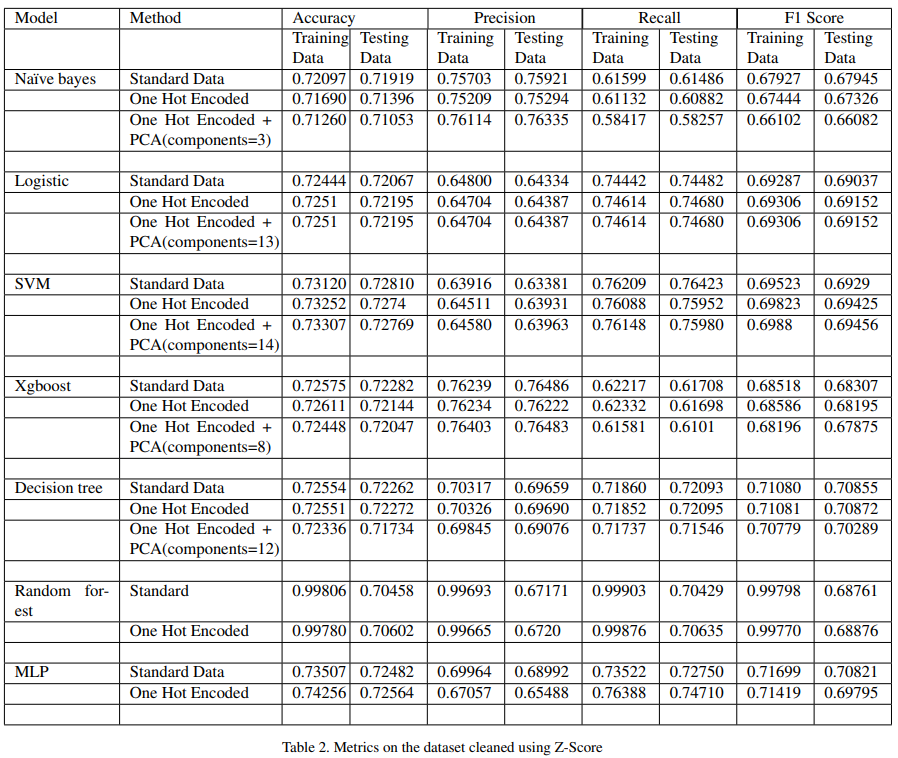 Model Method Accuracy Precision Recall F1 Score
Training Testing Training Testing Training Testing Training Testing
Data Data Data Data Data Data Data Data
Naïve bayes Standard Data 0.72097 0.71919 0.75703 0.75921 0.61599 0.61486 0.67927 0.67945
One Hot Encoded 0.71690 0.71396 0.75209 0.75294 0.61132 0.60882 0.67444 0.67326
One Hot Encoded + 0.71260 0.71053 0.76114 0.76335 0.58417 0.58257 0.66102 0.66082
PCA(components=3)
Logistic Standard Data 0.72444 0.72067 0.64800 0.64334 0.74442 0.74482 0.69287 0.69037
One Hot Encoded 0.7251 0.72195 0.64704 0.64387 0.74614 0.74680 0.69306 0.69152
One Hot Encoded + 0.7251 0.72195 0.64704 0.64387 0.74614 0.74680 0.69306 0.69152
PCA(components=13)
SVM Standard Data 0.73120 0.72810 0.63916 0.63381 0.76209 0.76423 0.69523 0.6929
One Hot Encoded 0.73252 0.7274 0.64511 0.63931 0.76088 0.75952 0.69823 0.69425
One Hot Encoded + 0.73307 0.72769 0.64580 0.63963 0.76148 0.75980 0.6988 0.69456
PCA(components=14)
Xgboost Standard Data 0.72575 0.72282 0.76239 0.76486 0.62217 0.61708 0.68518 0.68307
One Hot Encoded 0.72611 0.72144 0.76234 0.76222 0.62332 0.61698 0.68586 0.68195
One Hot Encoded + 0.72448 0.72047 0.76403 0.76483 0.61581 0.6101 0.68196 0.67875
PCA(components=8)
Decision tree Standard Data 0.72554 0.72262 0.70317 0.69659 0.71860 0.72093 0.71080 0.70855
One Hot Encoded 0.72551 0.72272 0.70326 0.69690 0.71852 0.72095 0.71081 0.70872
One Hot Encoded + 0.72336 0.71734 0.69845 0.69076 0.71737 0.71546 0.70779 0.70289
PCA(components=12)
Random for- Standard 0.99806 0.70458 0.99693 0.67171 0.99903 0.70429 0.99798 0.68761
est
One Hot Encoded 0.99780 0.70602 0.99665 0.6720 0.99876 0.70635 0.99770 0.68876
MLP Standard Data 0.73507 0.72482 0.69964 0.68992 0.73522 0.72750 0.71699 0.70821
One Hot Encoded 0.74256 0.72564 0.67057 0.65488 0.76388 0.74710 0.71419 0.69795
Table 2. Metrics on the dataset cleaned using Z-Score